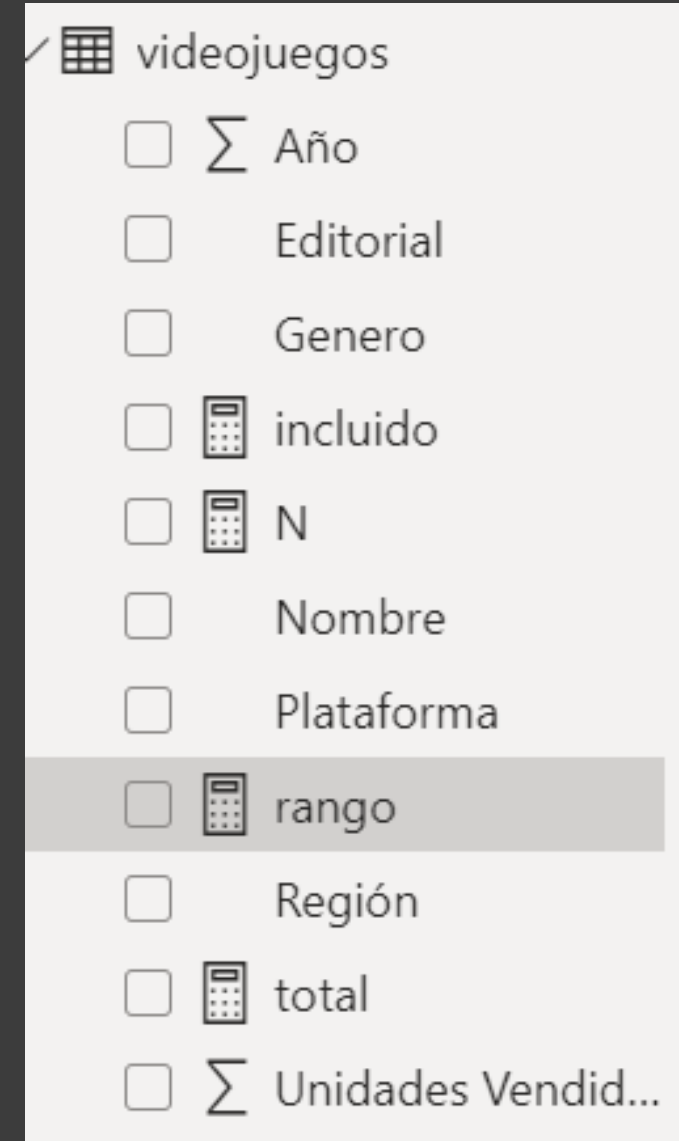 videojuegos
Año
Editorial
Genero
incluido
N
Nombre
Plataforma
rango
Región
total
Unidades Vendid...